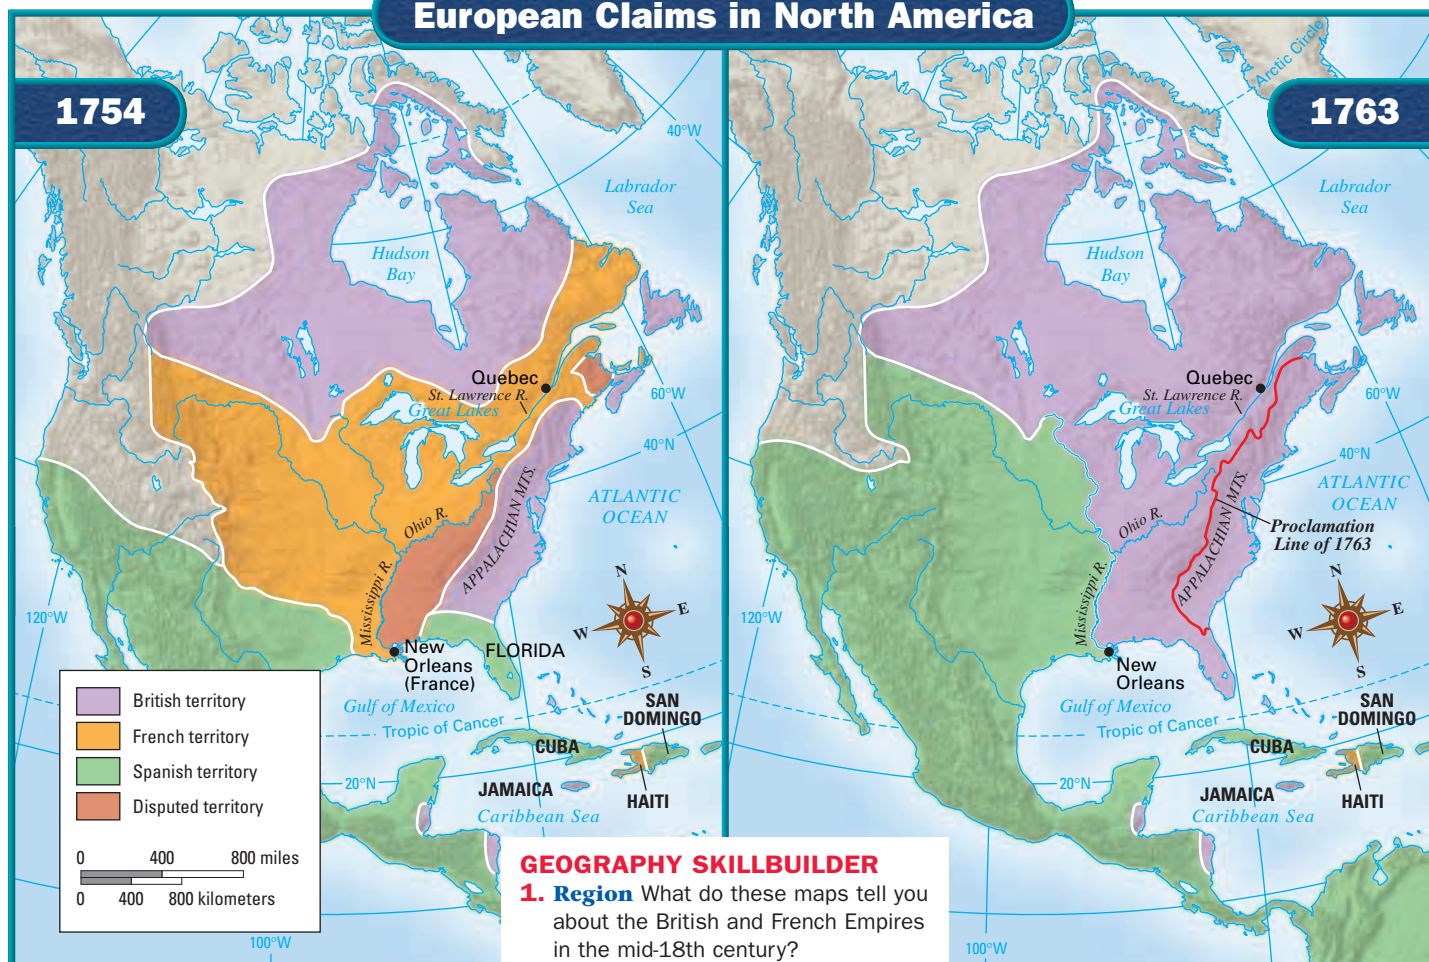 European Claims in North America
1754
40°W
Labrador
Sea
Hudson
Bay
Quebec
St. Lawrence R.
Great Lakes
60°W
40°N
ATLANTIC
OCEAN
APPALACHIAN MTS.
Ohio R.
Mississippi R.
120°W
N
E
W
S
New
Orleans
(France)
FLORIDA
Gulf of Mexico
Tropic of Cancer
SAN
DOMINGO
CUBA
20°N
JAMAICA
HAITI
Caribbean Sea
100°W
British territory
French territory
Spanish territory
Disputed territory
0 400 800 miles
0 400 800 kilometers
1763
Arctic Circle
Labrador
Sea
Hudson
Bay
Quebec
St. Lawrence R.
Great Lakes
60°W
40°N
ATLANTIC
OCEAN
APPALACHIAN MTS.
Proclamation
Line of 1763
Ohio R.
Mississippi R.
120°W
N
E
W
S
New
Orleans
Gulf of Mexico
Tropic of Cancer
SAN
DOMINGO
CUBA
20°N
JAMAICA
HAITI
Caribbean Sea
100°W
GEOGRAPHY SKILLBUILDER
1. Region What do these maps tell you
about the British and French Empires
in the mid-18th century?